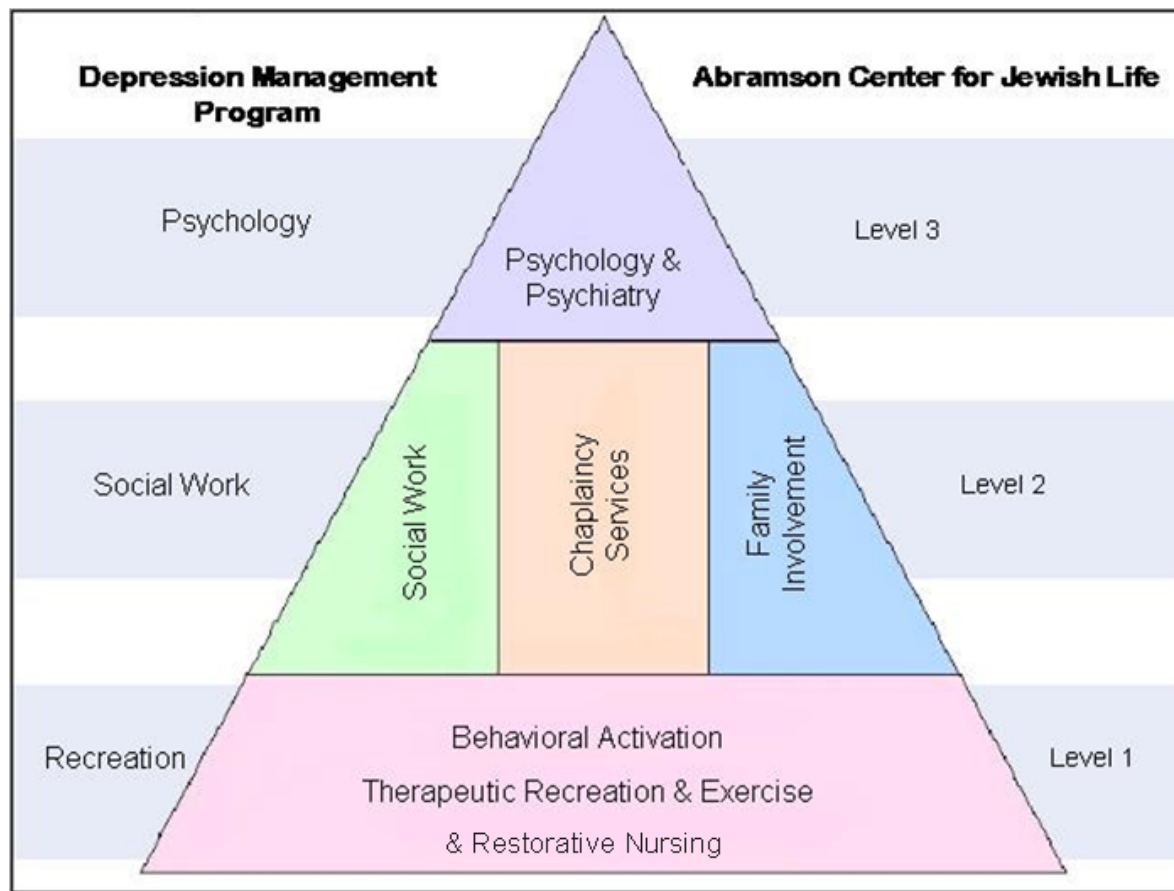 Depression Management
Program
Abramson Center for Jewish Life
Psychology
Psychology &
Psychiatry
Level 3
Social Work
Social Work
Chaplaincy
Services
Family
Involvement
Level 2
Recreation
Behavioral Activation
Therapeutic Recreation & Exercise
& Restorative Nursing
Level 1